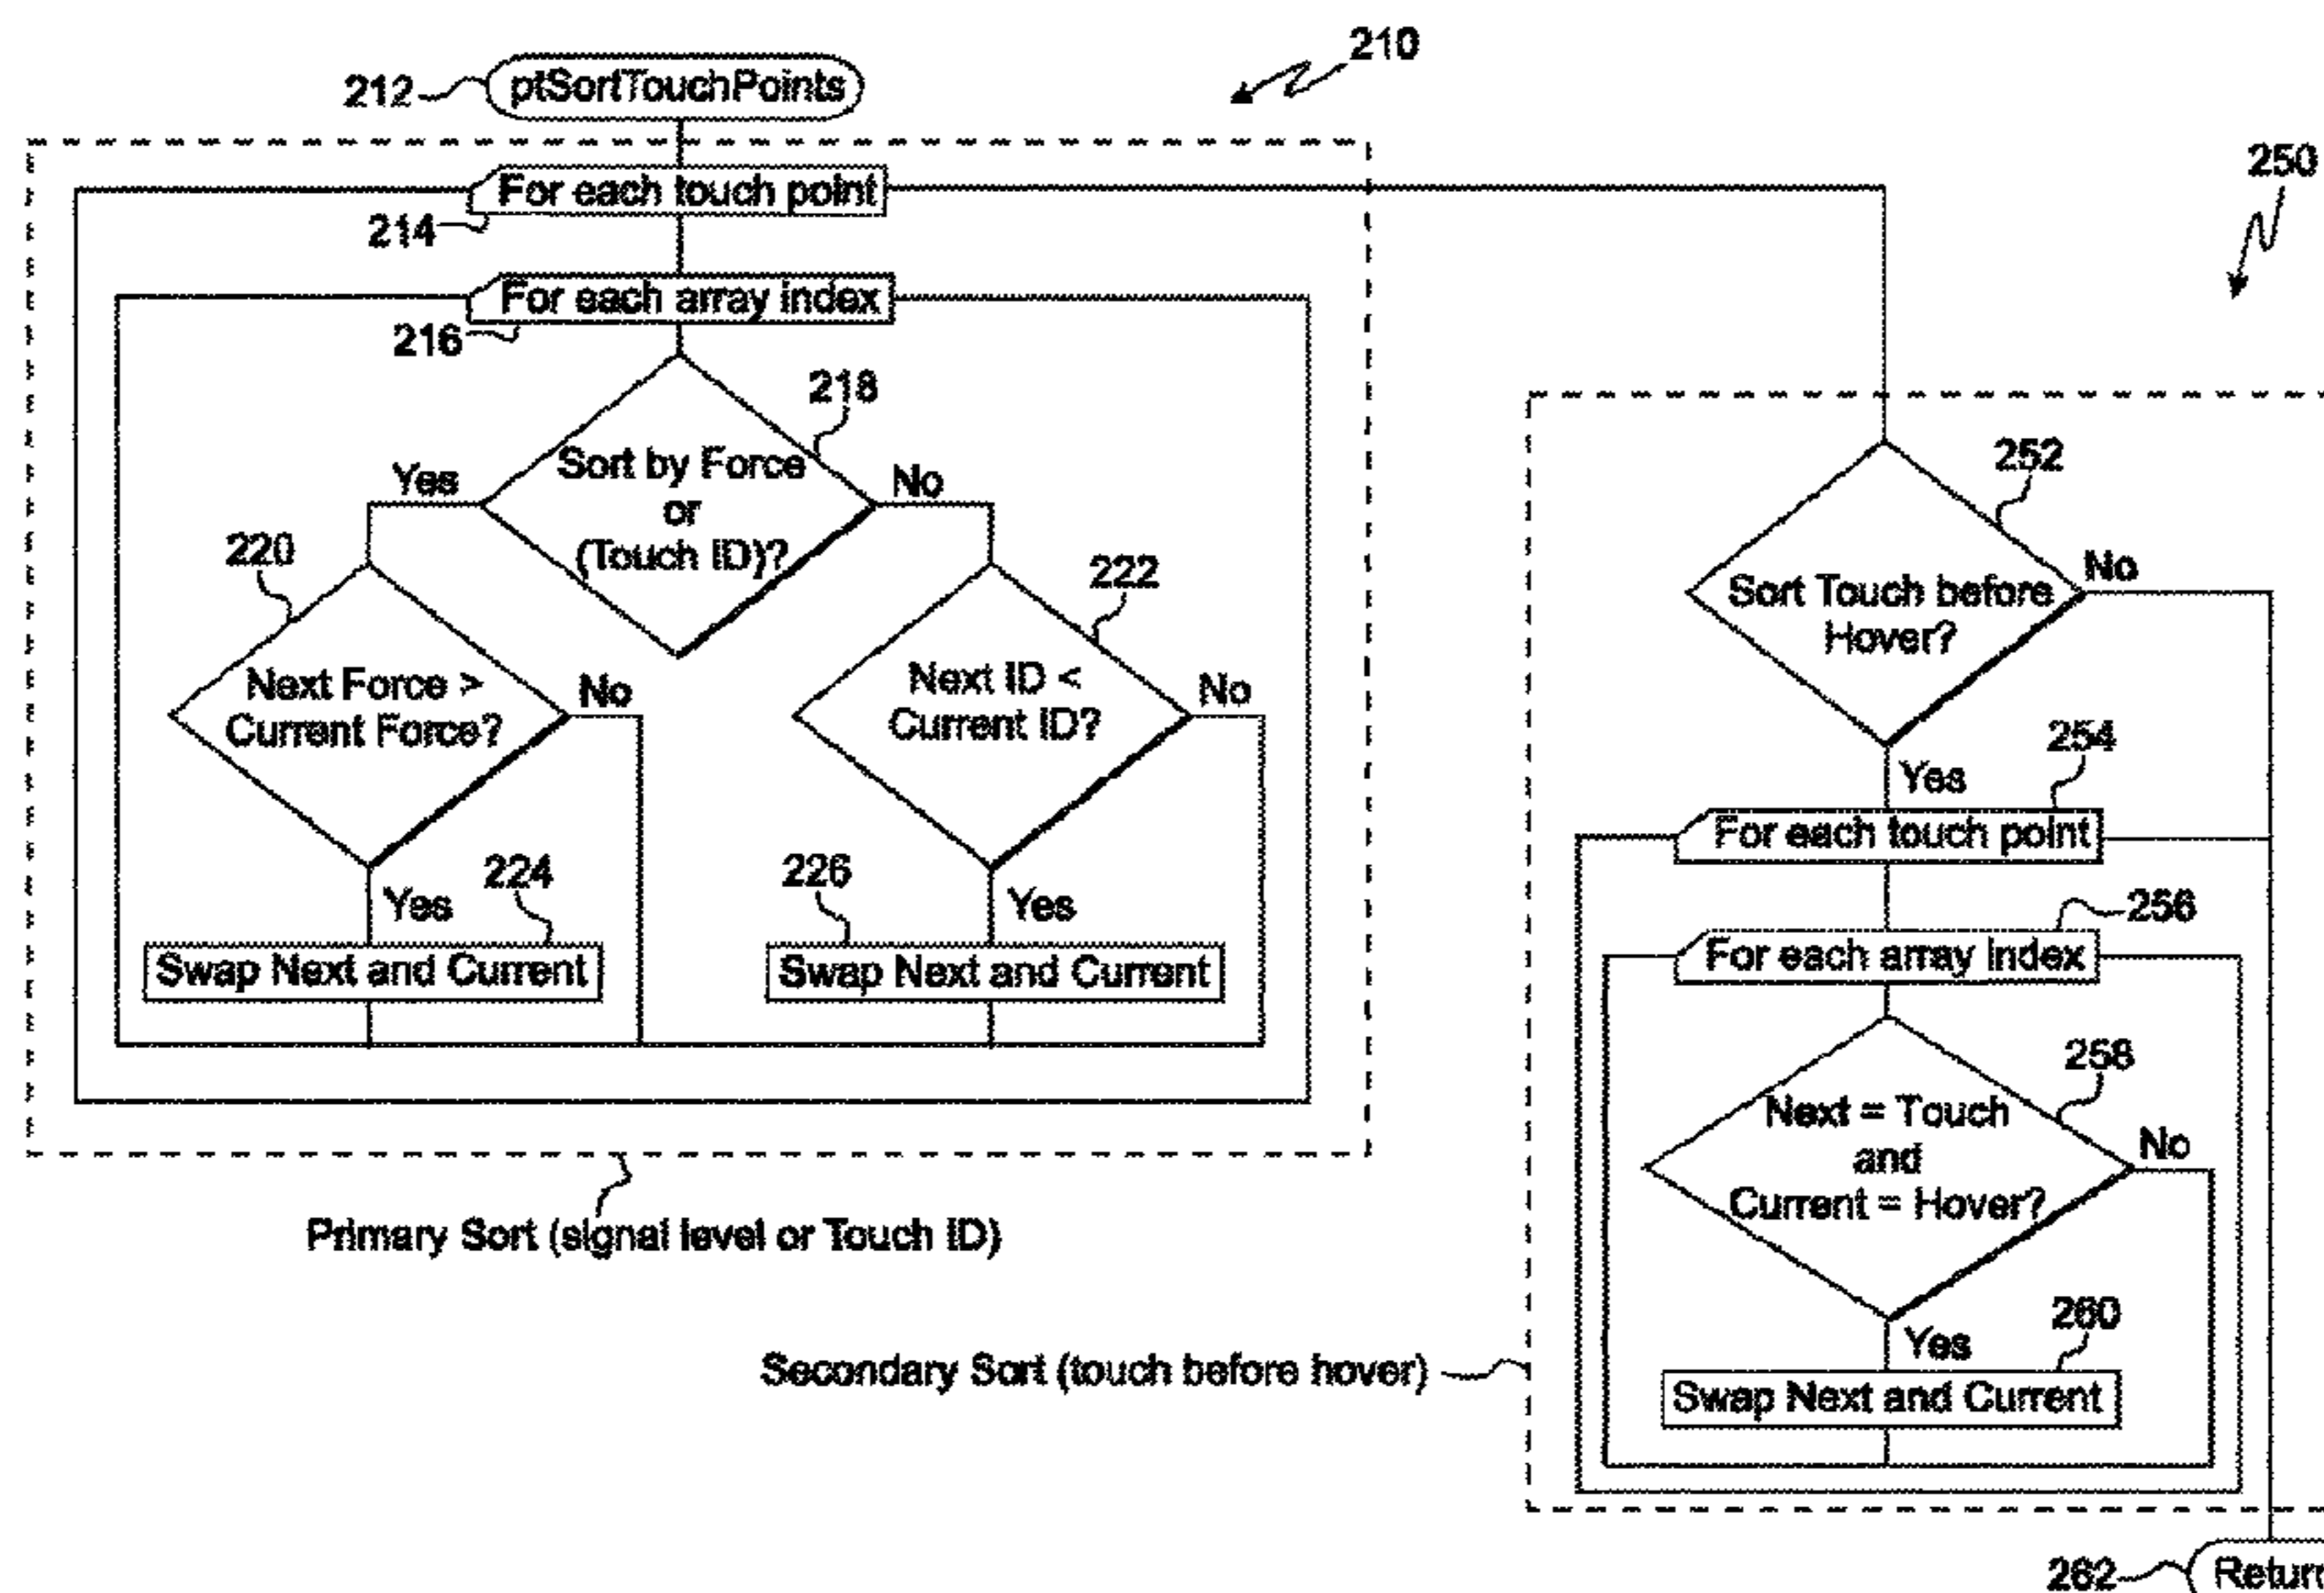 210
212
ptSortTouchPoints
250
For each touch point
214
For each array index
216
218
Sort by Force
or
(Touch ID)?
Yes
No
252
Sort Touch before
Hover?
No
220
222
Next Force >
Current Force?
No
Next ID <
Current ID?
No
254
Yes
For each touch point
224
226
Yes
Yes
256
For each array index
Swap Next and Current
Swap Next and Current
258
Next = Touch
and
Current = Hover?
No
Primary Sort (signal level or Touch ID)
260
Yes
Secondary Sort (touch before hover)
Swap Next and Current
262
Return